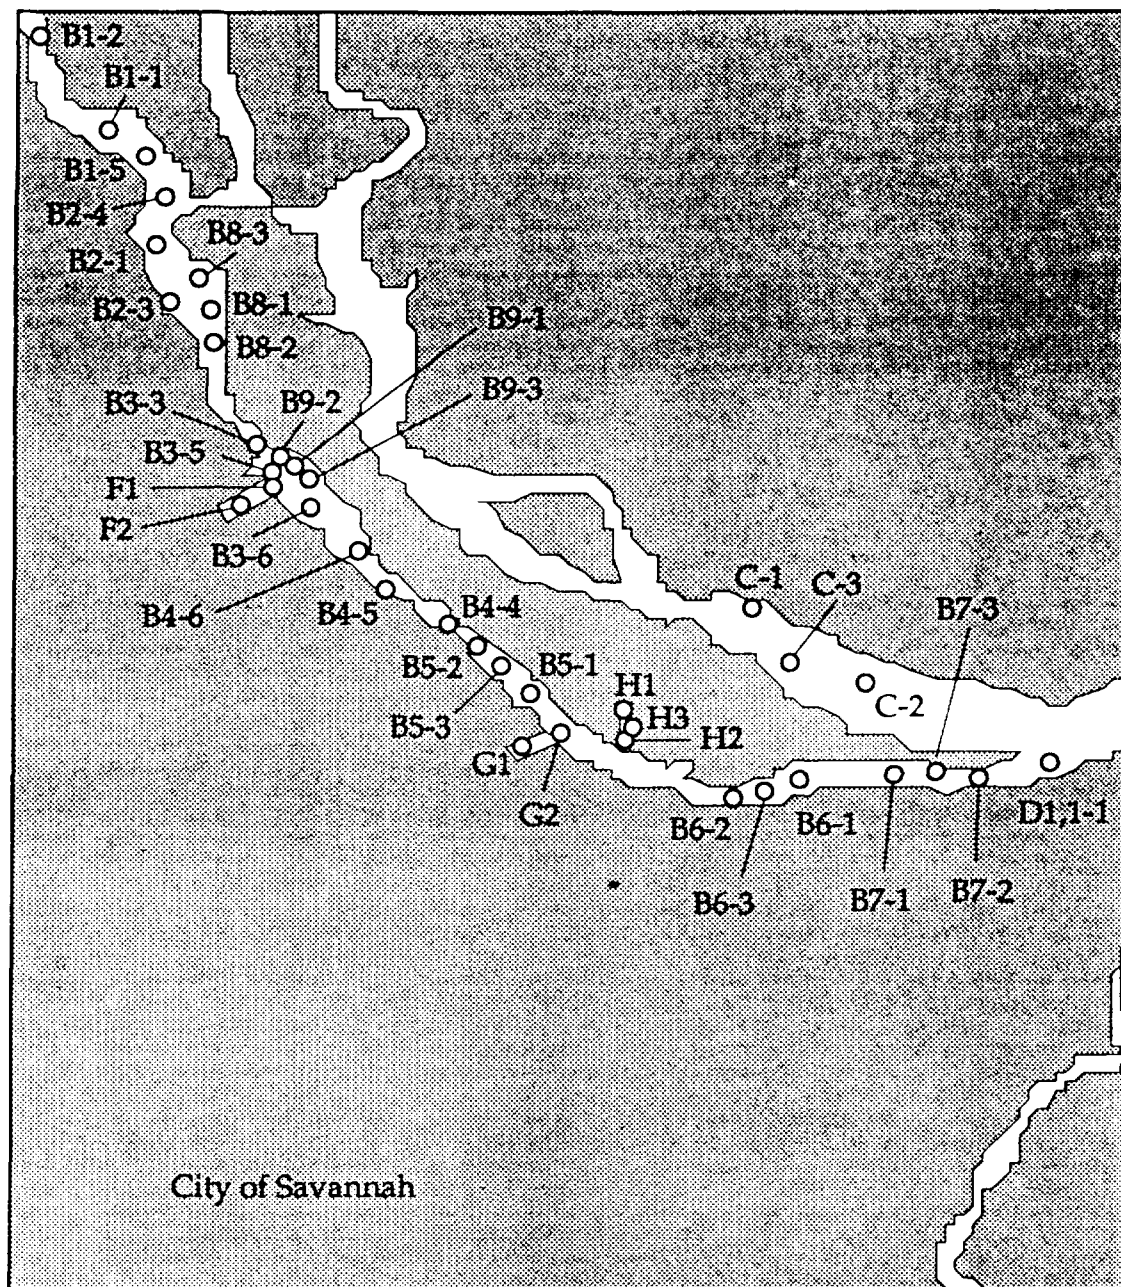 B1-2
B1-1
B1-5
B2-4
B8-3
B2-1
B2-3
B8-1
B9-1
B8-2
B9-3
B3-3
B9-2
B3-5
F1
F2
B3-6
C-1
C-3
B7-3
B4-6
B4-5
B4-4
B5-2
B5-1
H1
C-2
B5-3
H3
H2
G1
G2
B6-2
B6-1
D1,1-1
B6-3
B7-1
B7-2
City of Savannah